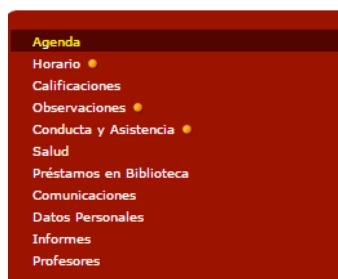 Agenda
Horario
Calificaciones
Observaciones
Conducta y Asistencia
Salud
Préstamos en Biblioteca
Comunicaciones
Datos Personales
Informes
Profesores